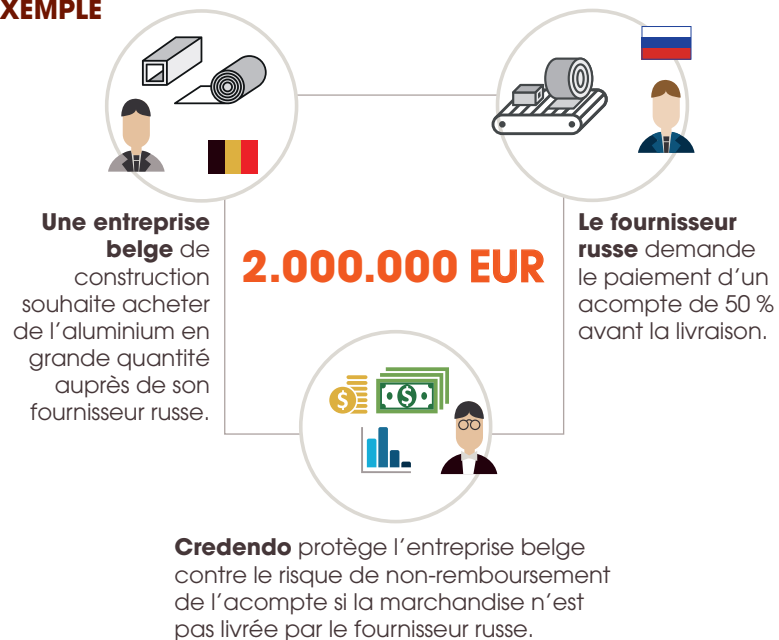 XEMPLE
Une entreprise
belge de
construction
souhaite acheter
de l’aluminium en
grande quantité
auprès de son
fournisseur russe.
2.000.000 EUR
Le fournisseur
russe demande
le paiement d’un
acompte de 50 %
avant la livraison.
Credendo protège l’entreprise belge
contre le risque de non-remboursement
de l’acompte si la marchandise n’est
pas livrée par le fournisseur russe.